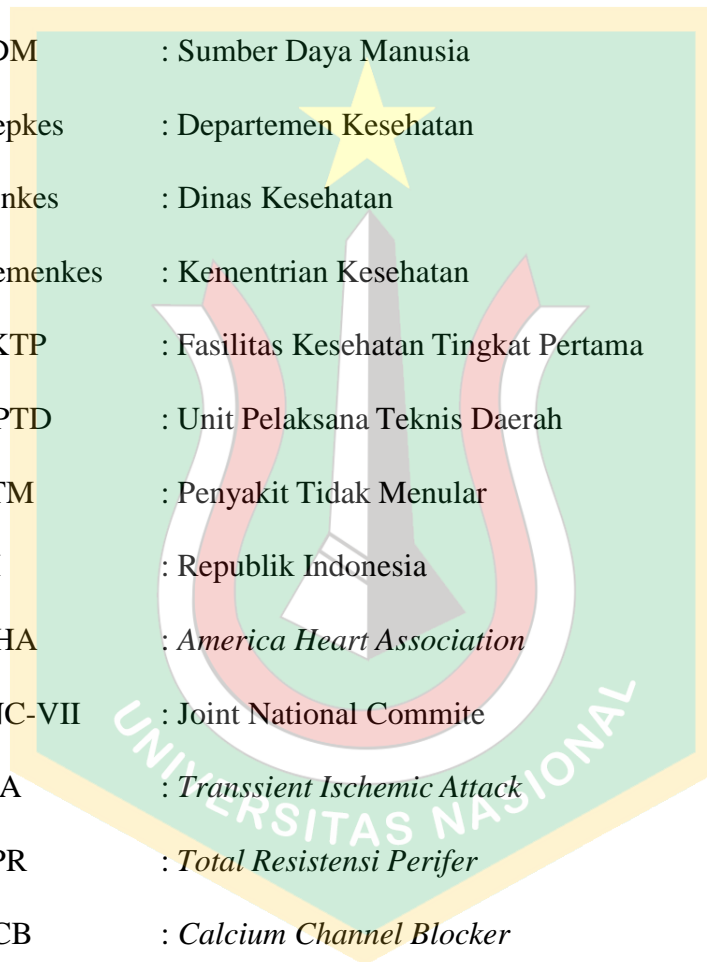 DM : Sumber Daya Manusia
epkes : Departemen Kesehatan
nkes : Dinas Kesehatan
emenkes : Kementrian Kesehatan
KTP : Fasilitas Kesehatan Tingkat Pertama
PTD : Unit Pelaksana Teknis Daerah
TM : Penyakit Tidak Menular
: Republik Indonesia
HA : America Heart Association
NC-VII : Joint National Commite
IA : Transsient Ischemic Attack
PR : Total Resistensi Perifer
CB : Calcium Channel Blocker
UNIVERSITAS NASIONAL